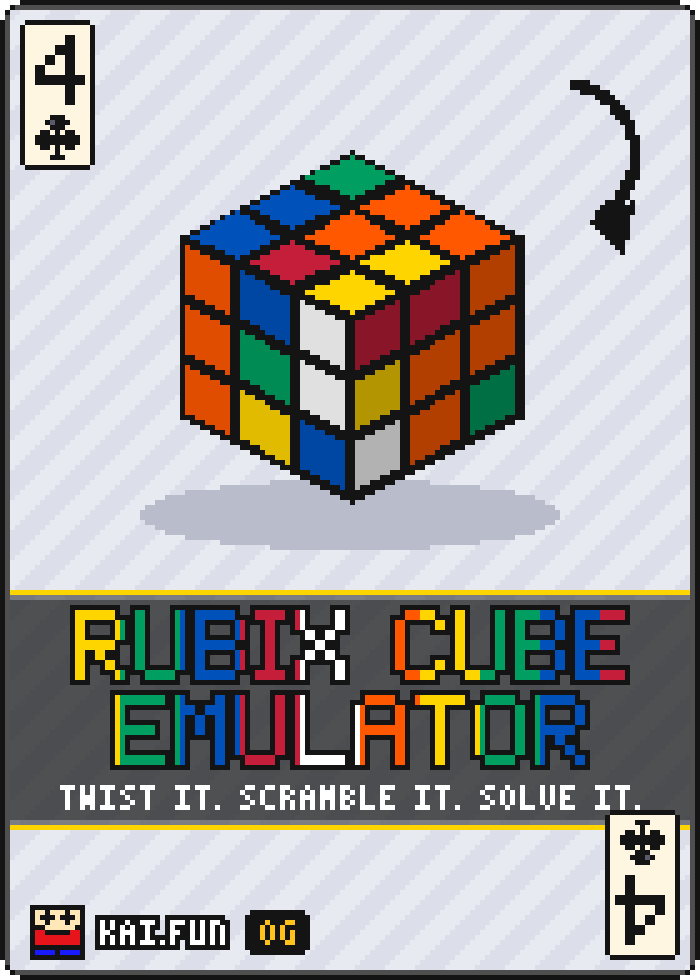 4
RUBIX CUBE
EMULATOR
TWIST IT. SCRAMBLE IT. SOLVE IT.
KAI.FUN OG
4